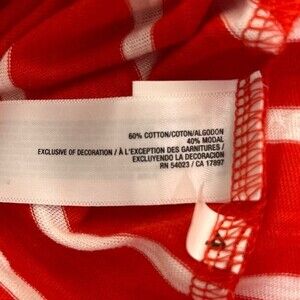 60% COTTON/COTON/ALGODON
40% MODAL
EXCLUSIVE OF DECORATION / À L'EXCEPTION DES GARNITURES /
EXCLUYENDO LA DECORACION
RN 54023 / CA 17897